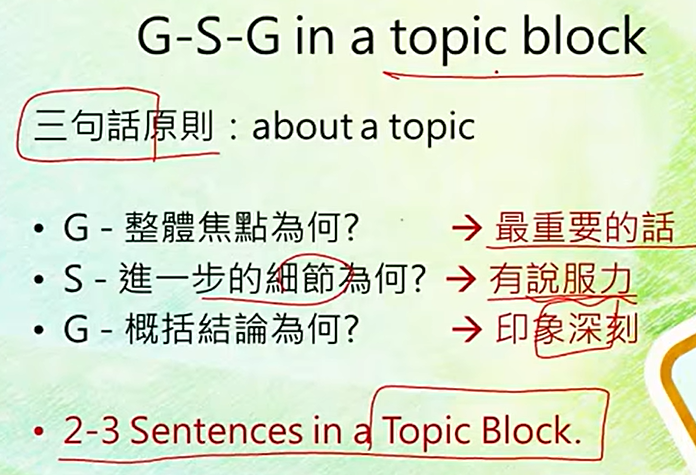 G-S-G in a topic block
三句話原則：about a topic
• G - 整體焦點為何? → 最重要的話
• S - 進一步的細節為何? → 有說服力
• G - 概括結論為何? → 印象深刻
• 2-3 Sentences in a Topic Block.